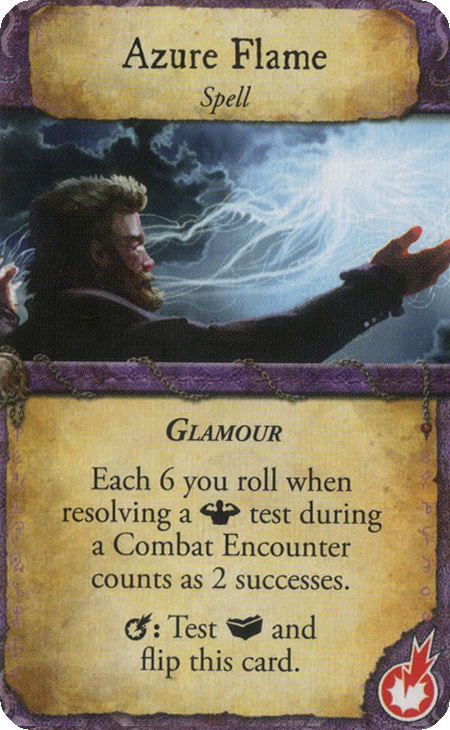 Azure Flame
Spell
GLAMOUR
Each 6 you roll when
resolving a test during
a Combat Encounter
counts as 2 successes.
: Test and
flip this card.